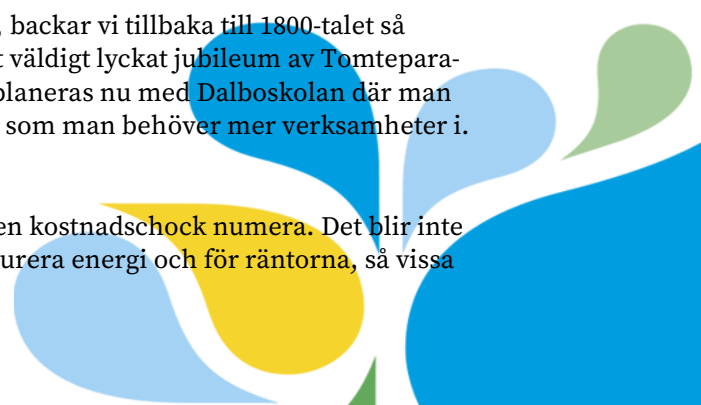 , backar vi tillbaka till 1800-talet så
t väldigt lyckat jubileum av Tomtepara-
planeras nu med Dalboskolan där man
som man behöver mer verksamheter i.
en kostnadschock numera. Det blir inte
urera energi och för räntorna, så vissa